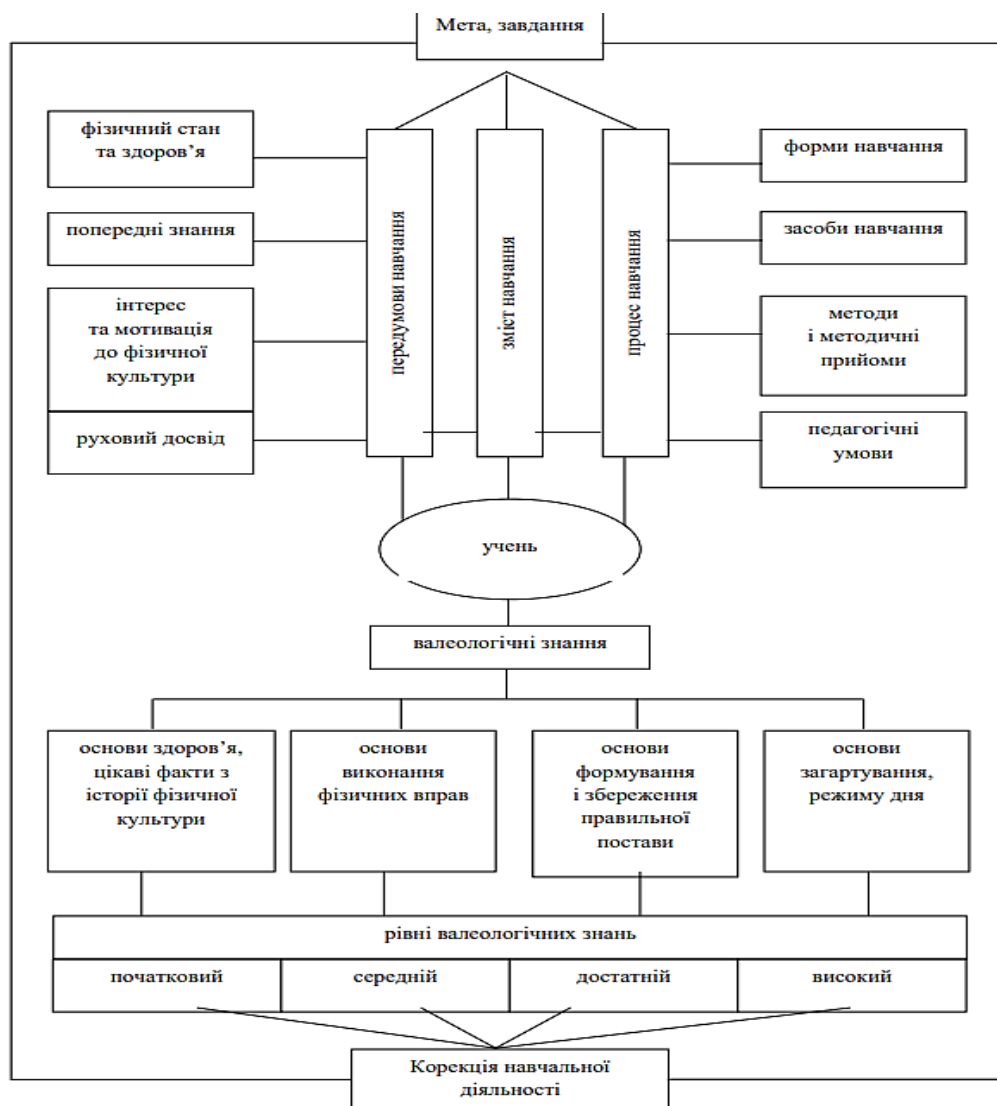 Мета, завдання
фізичний стан
та здоров’я
попередні знання
інтерес
та мотивація
до фізичної
культури
руховий досвід
передумови навчання
зміст навчання
процес навчання
форми навчання
засоби навчання
методи
і методичні
прийоми
педагогічні
умови
учень
валеологічні знання
основи здоров’я,
цікаві факти з
історії фізичної
культури
основи
виконання
фізичних вправ
основи
формування
і збереження
правильної
постави
основи
загартування,
режиму дня
рівні валеологічних знань
початковий
середній
достатній
високий
Корекція навчальної
діяльності